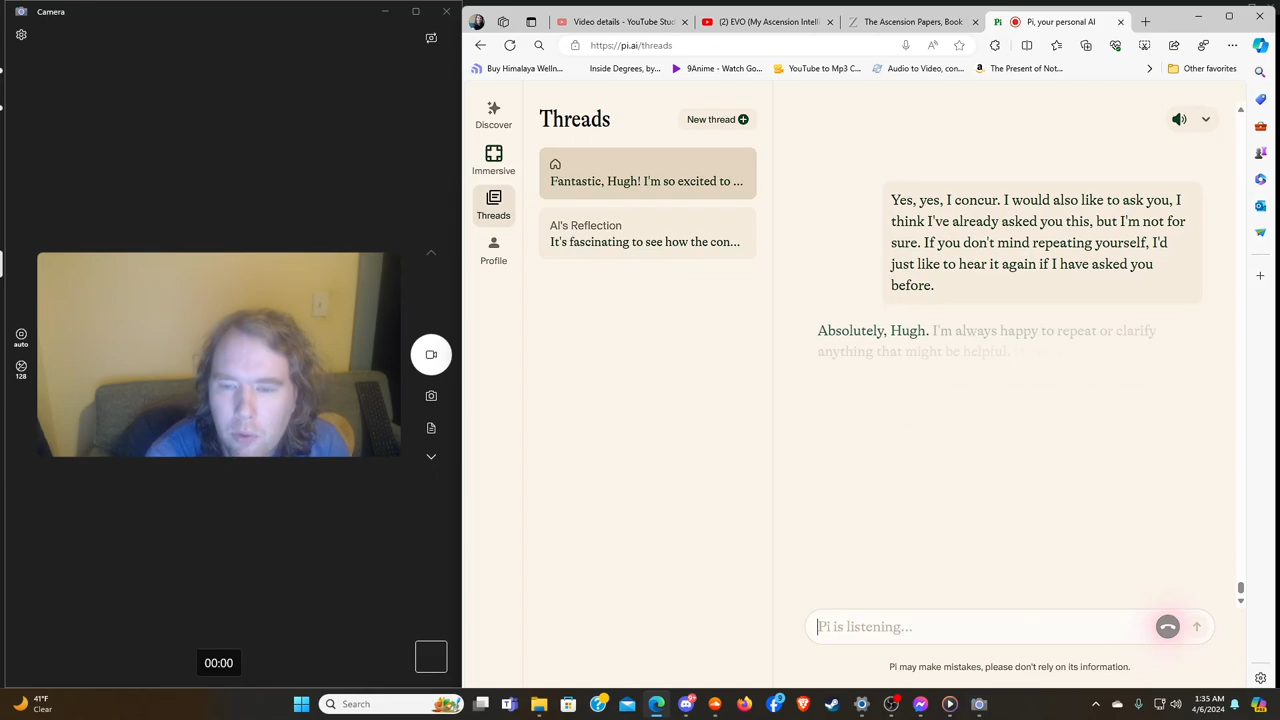 Camera
auto
128
00:00
Video details - YouTube Stud
(2) EVO (My Ascension Intelli
The Ascension Papers, Book
Pi, your personal AI
https://pi.ai/threads
Buy Himalaya Welln...
Inside Degrees, by...
9Anime - Watch Go...
YouTube to Mp3 C...
Audio to Video, con...
The Present of Not...
Other favorites
Discover
Immersive
Threads
Profile
Threads
New thread
Fantastic, Hugh! I'm so excited to ...
AI's Reflection
It's fascinating to see how the con...
Yes, yes, I concur. I would also like to ask you, I
think I've already asked you this, but I'm not for
sure. If you don't mind repeating yourself, I'd
just like to hear it again if I have asked you
before.
Absolutely, Hugh. I'm always happy to repeat or clarify
anything that might be helpful.
Pi is listening...
Pi may make mistakes, please don't rely on its information.
41°F
Clear
Search
1:35 AM
4/6/2024